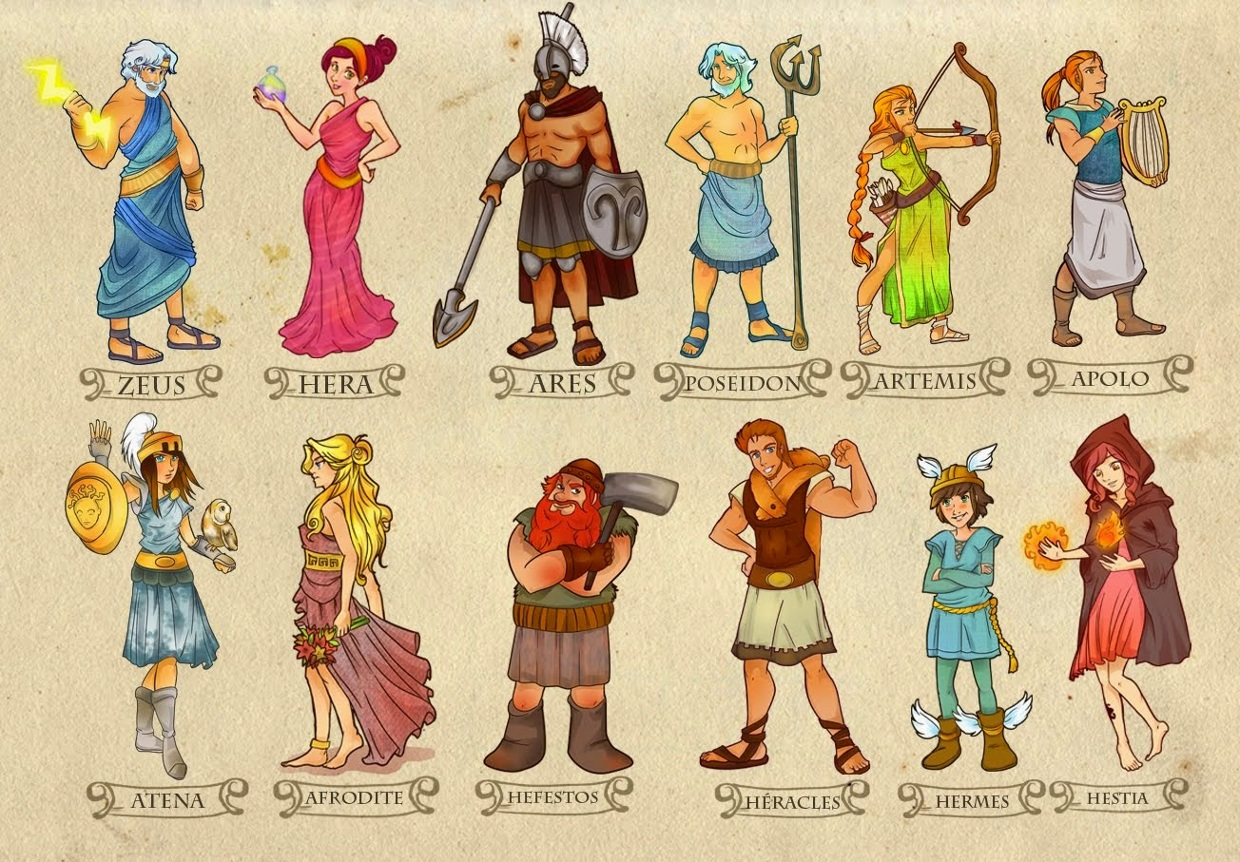 ZEUS
HERA
ARES
POSEIDON
ARTEMIS
APOLO
ATENA
AFRODITE
HEFESTOS
HÉRACLES
HERMES
HESTIA